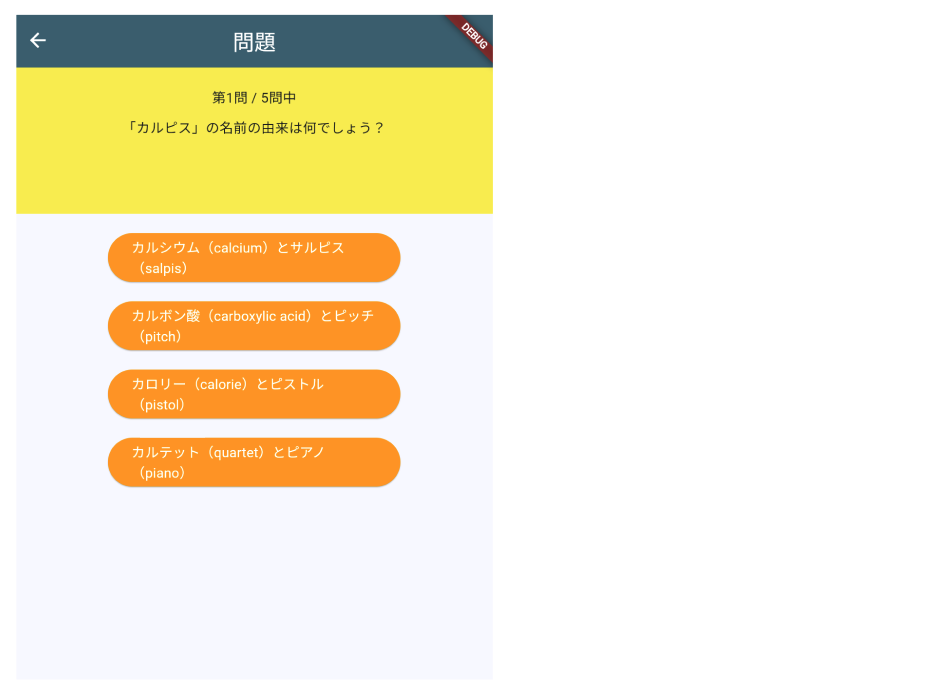 問題
DEBUG
第1問 / 5問中
「カルピス」の名前の由来は何でしょう？
カルシウム（calcium）とサルピス
（salpis）
カルボン酸（carboxylic acid）とピッチ
（pitch）
カロリー（calorie）とピストル
（pistol）
カルテット（quartet）とピアノ
（piano）